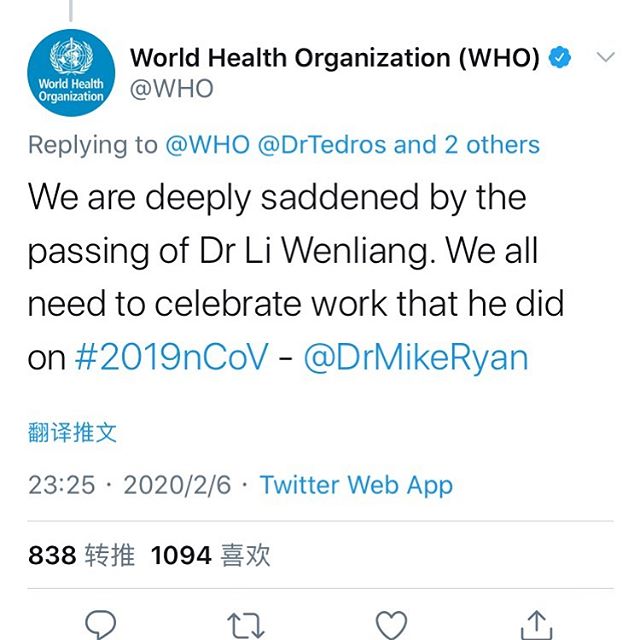 World Health Organization (WHO)
World Health
Organization
@WHO
Replying to @WHO @DrTedros and 2 others
We are deeply saddened by the
passing of Dr Li Wenliang. We all
need to celebrate work that he did
on #2019nCoV - @DrMikeRyan
翻译推文
23:25 · 2020/2/6 · Twitter Web App
838 转推 1094 喜欢